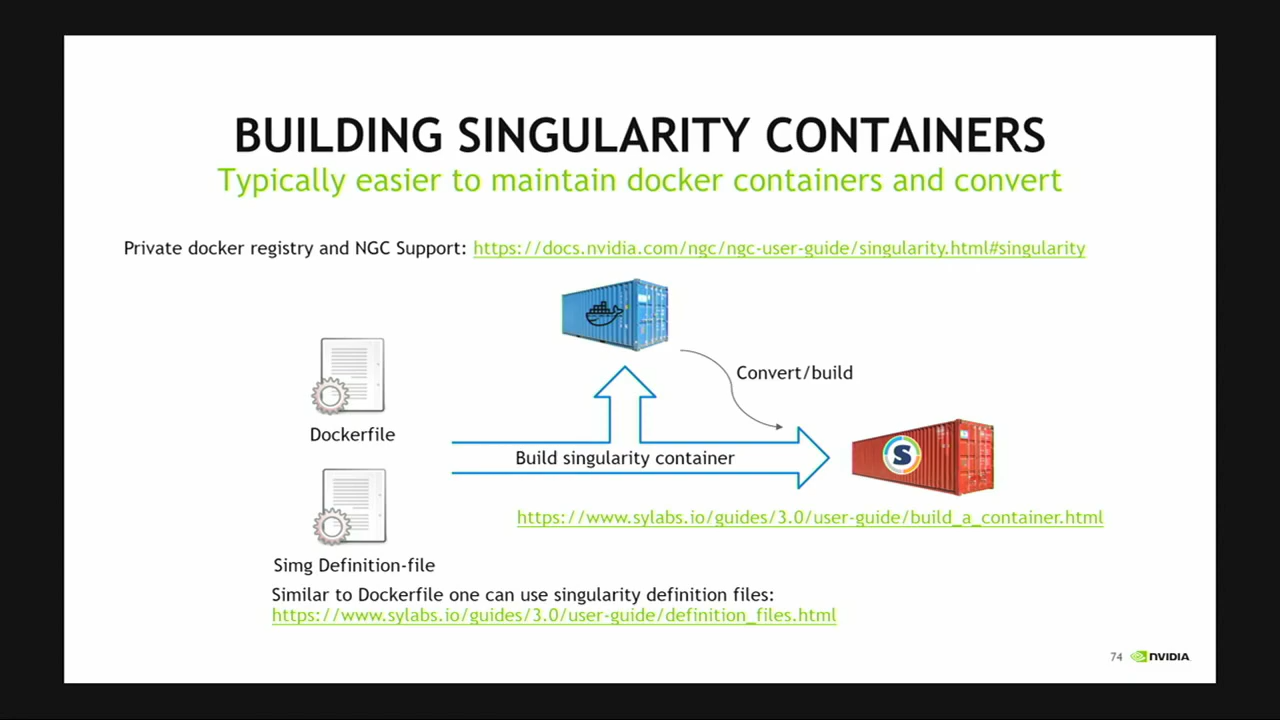 BUILDING SINGULARITY CONTAINERS
Typically easier to maintain docker containers and convert
Private docker registry and NGC Support: https://docs.nvidia.com/ngc/ngc-user-guide/singularity.html#singularity
Convert/build
Dockerfile
Build singularity container
S
https://www.sylabs.io/guides/3.0/user-guide/build_a_container.html
Simg Definition-file
Similar to Dockerfile one can use singularity definition files:
https://www.sylabs.io/guides/3.0/user-guide/definition_files.html
74 NVIDIA